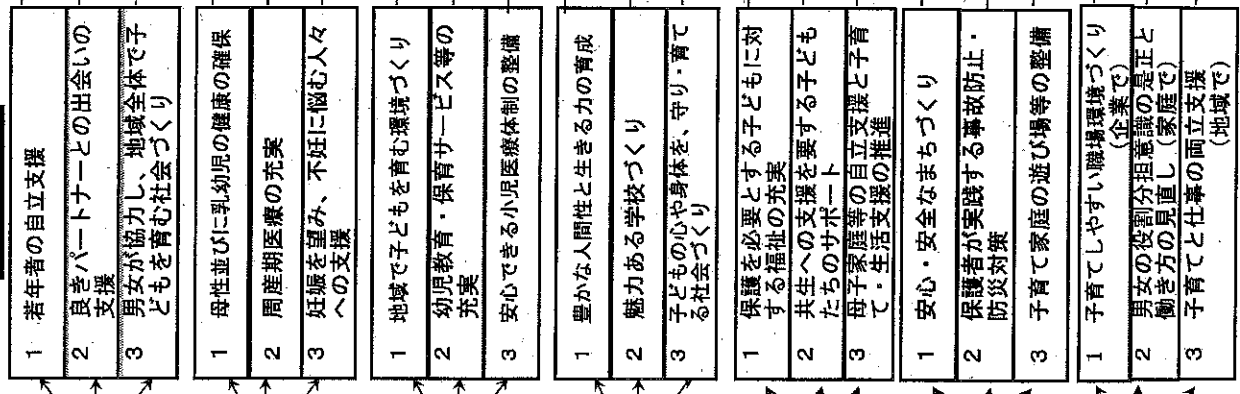 1 若年者の自立支援
2 良きパートナーとの出会いの
支援
3 男女が協力し、地域全体で子
どもを育む社会づくり
1 母性並びに乳幼児の健康の確保
2 周産期医療の充実
3 妊娠を望み、不妊に悩む人々
への支援
1 地域で子どもを育む環境づくり
2 幼児教育・保育サービス等の
充実
3 安心できる小児医療体制の整備
1 豊かな人間性と生きる力の育成
2 魅力ある学校づくり
3 子どもの心や身体を、守り・育て
る社会づくり
1 保護を必要とする子どもに対
する福祉の充実
2 共生への支援を要する子ども
たちのサポート
3 母子家庭等の自立支援と子育
て・生活支援の推進
1 安心・安全なまちづくり
2 保護者が実践する事故防止・
防災対策
3 子育て家庭の遊び場等の整備
1 子育てしやすい職場環境づくり
(企業で)
2 男女の役割分担意識の是正と
働き方の見直し(家庭で)
3 子育てと仕事の両立支援
(地域で)